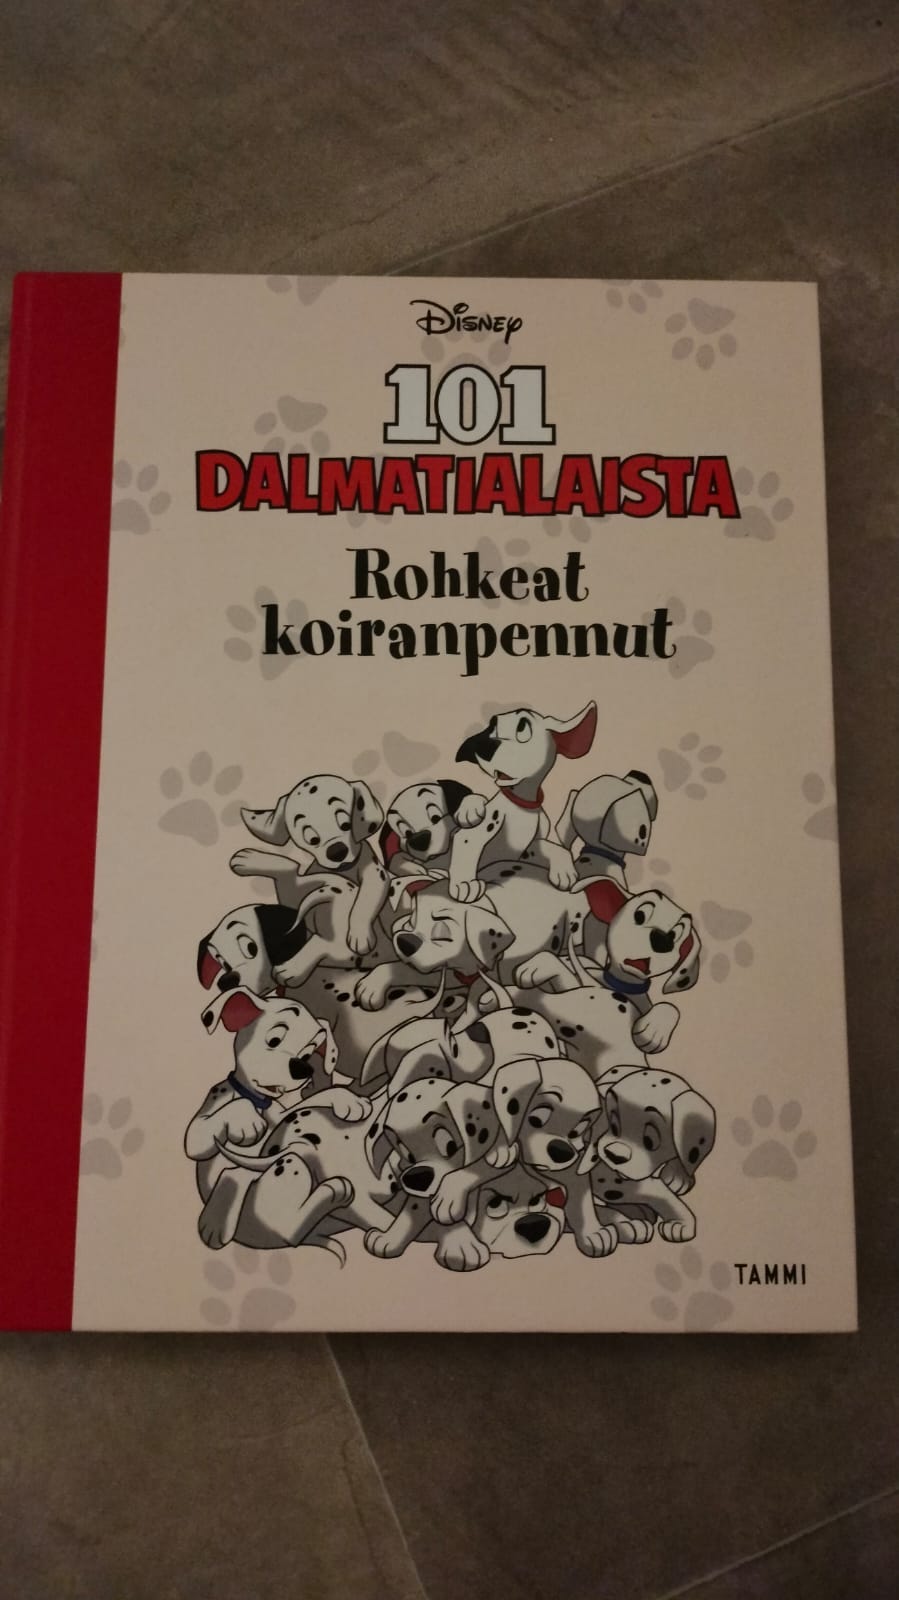 Disney
101
DALMATIALAISTA
Rohkeat
koiranpennut
TAMMI